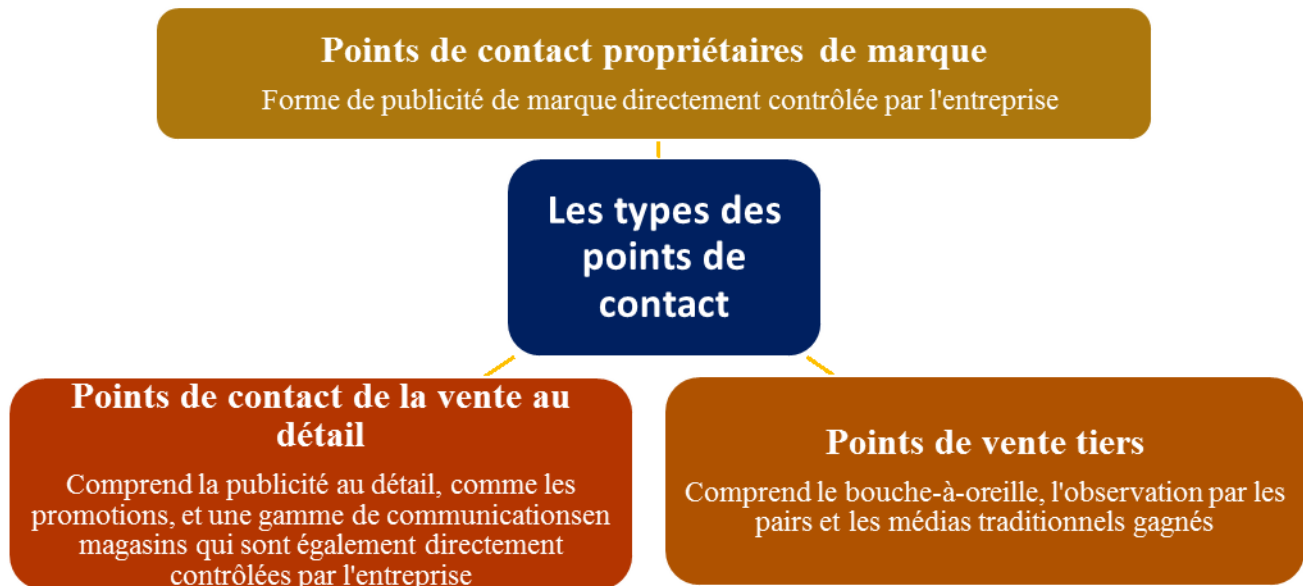 Points de contact propriétaires de marque
Forme de publicité de marque directement contrôlée par l'entreprise
Les types des
points de
contact
Points de contact de la vente au
détail
Comprend la publicité au détail, comme les
promotions, et une gamme de communicationsen
magasins qui sont également directement
contrôlées par l'entreprise
Points de vente tiers
Comprend le bouche-à-oreille, l'observation par les
pairs et les médias traditionnels gagnés